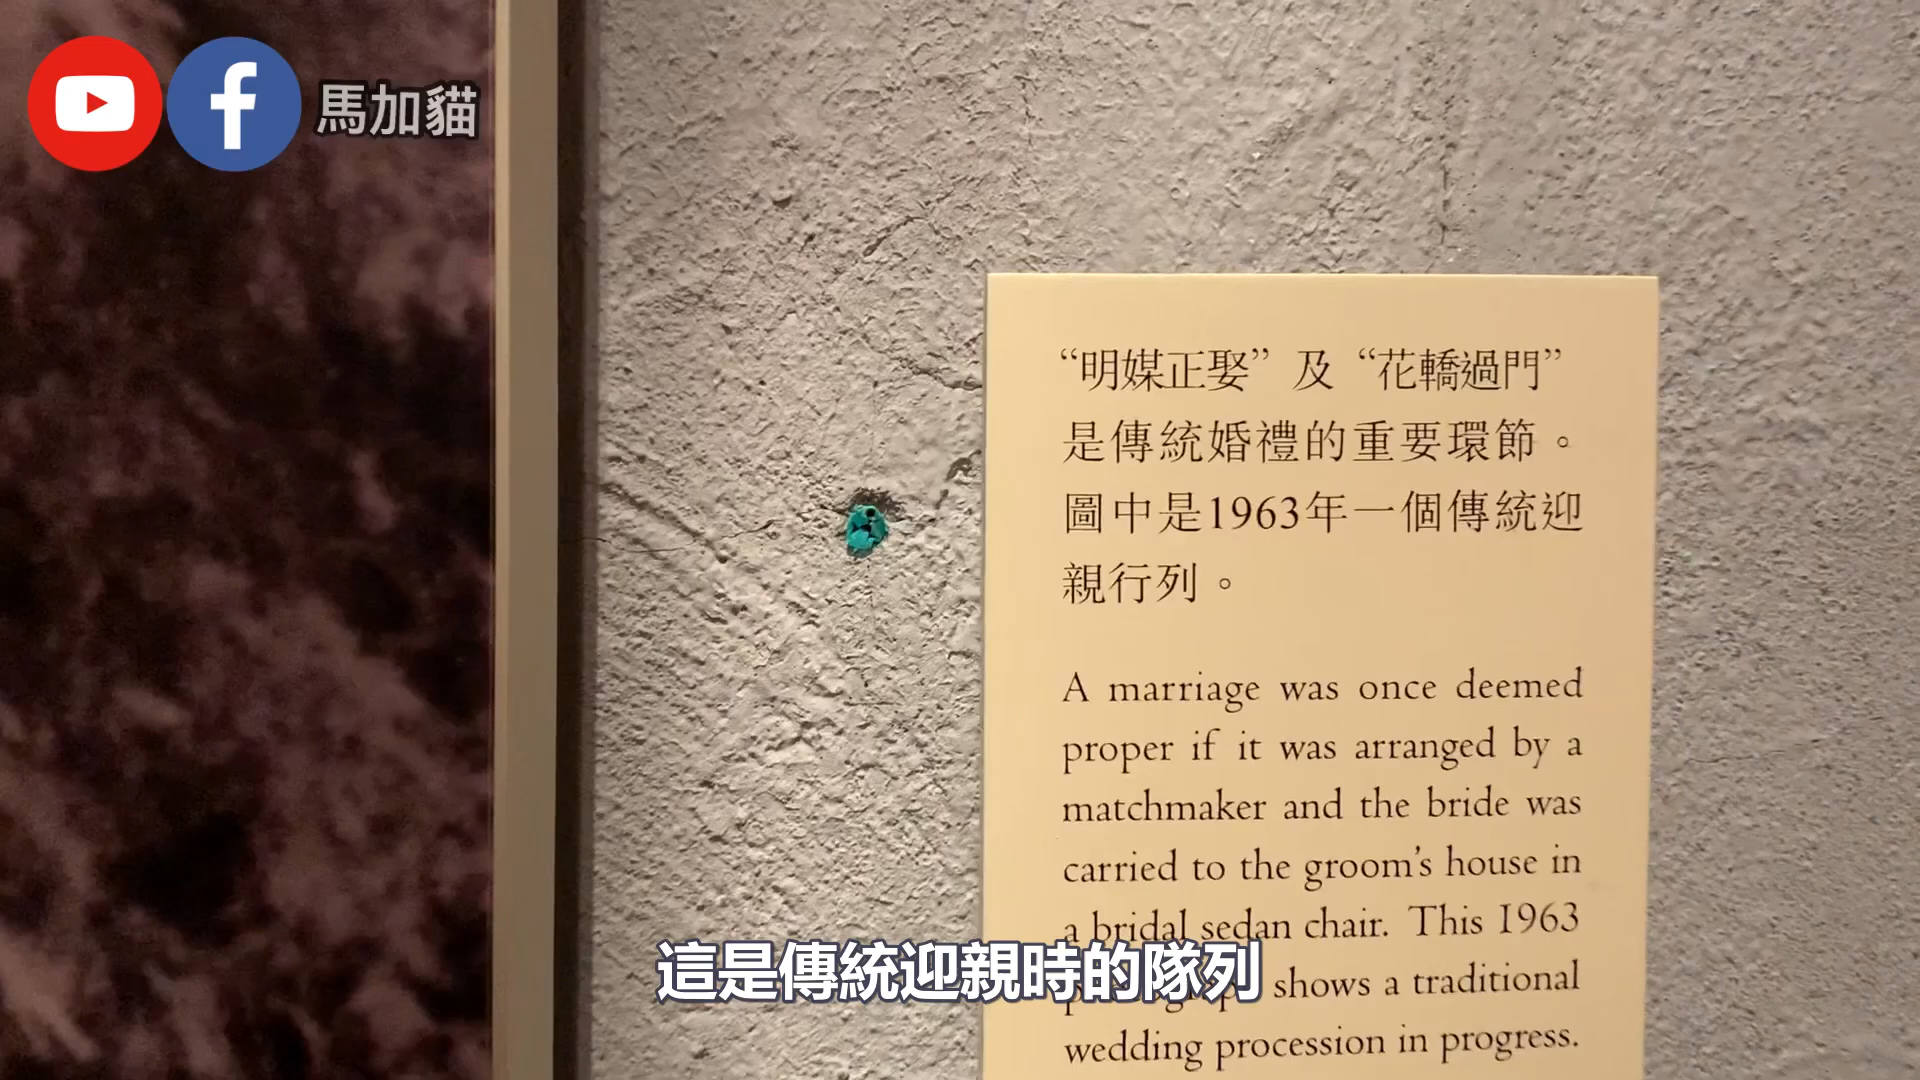 馬加貓
“明媒正娶”及“花轎過門”
是傳統婚禮的重要環節。
圖中是1963年一個傳統迎
親行列。
A marriage was once deemed
proper if it was arranged by a
matchmaker and the bride was
carried to the groom’s house in
a bridal sedan chair. This 1963
shows a traditional
wedding procession in progress.
這是傳統迎親時的隊列